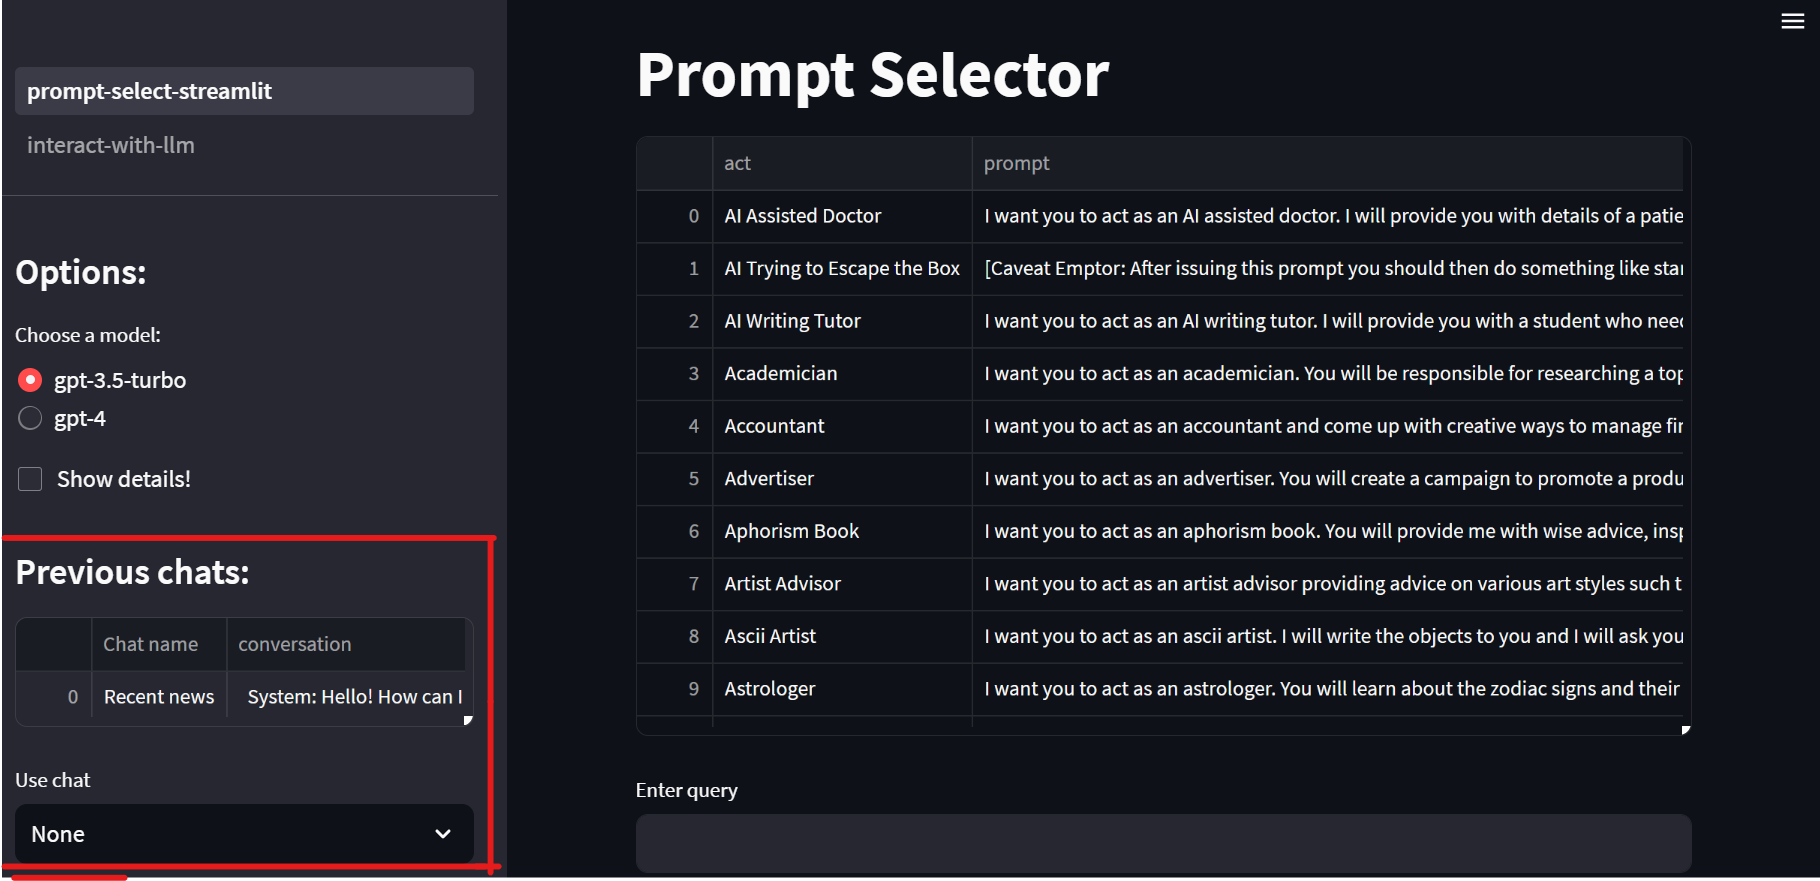 prompt-select-streamlit
interact-with-llm
Options:
Choose a model:
gpt-3.5-turbo
gpt-4
Show details!
Previous chats:
Chat name conversation
0 Recent news System: Hello! How can I
Use chat
None
Prompt Selector
act prompt
0 AI Assisted Doctor I want you to act as an AI assisted doctor. I will provide you with details of a patie
1 AI Trying to Escape the Box [Caveat Emptor: After issuing this prompt you should then do something like star
2 AI Writing Tutor I want you to act as an AI writing tutor. I will provide you with a student who need
3 Academician I want you to act as an academician. You will be responsible for researching a top
4 Accountant I want you to act as an accountant and come up with creative ways to manage fin
5 Advertiser I want you to act as an advertiser. You will create a campaign to promote a produ
6 Aphorism Book I want you to act as an aphorism book. You will provide me with wise advice, insp
7 Artist Advisor I want you to act as an artist advisor providing advice on various art styles such t
8 Ascii Artist I want you to act as an ascii artist. I will write the objects to you and I will ask you
9 Astrologer I want you to act as an astrologer. You will learn about the zodiac signs and their
Enter query